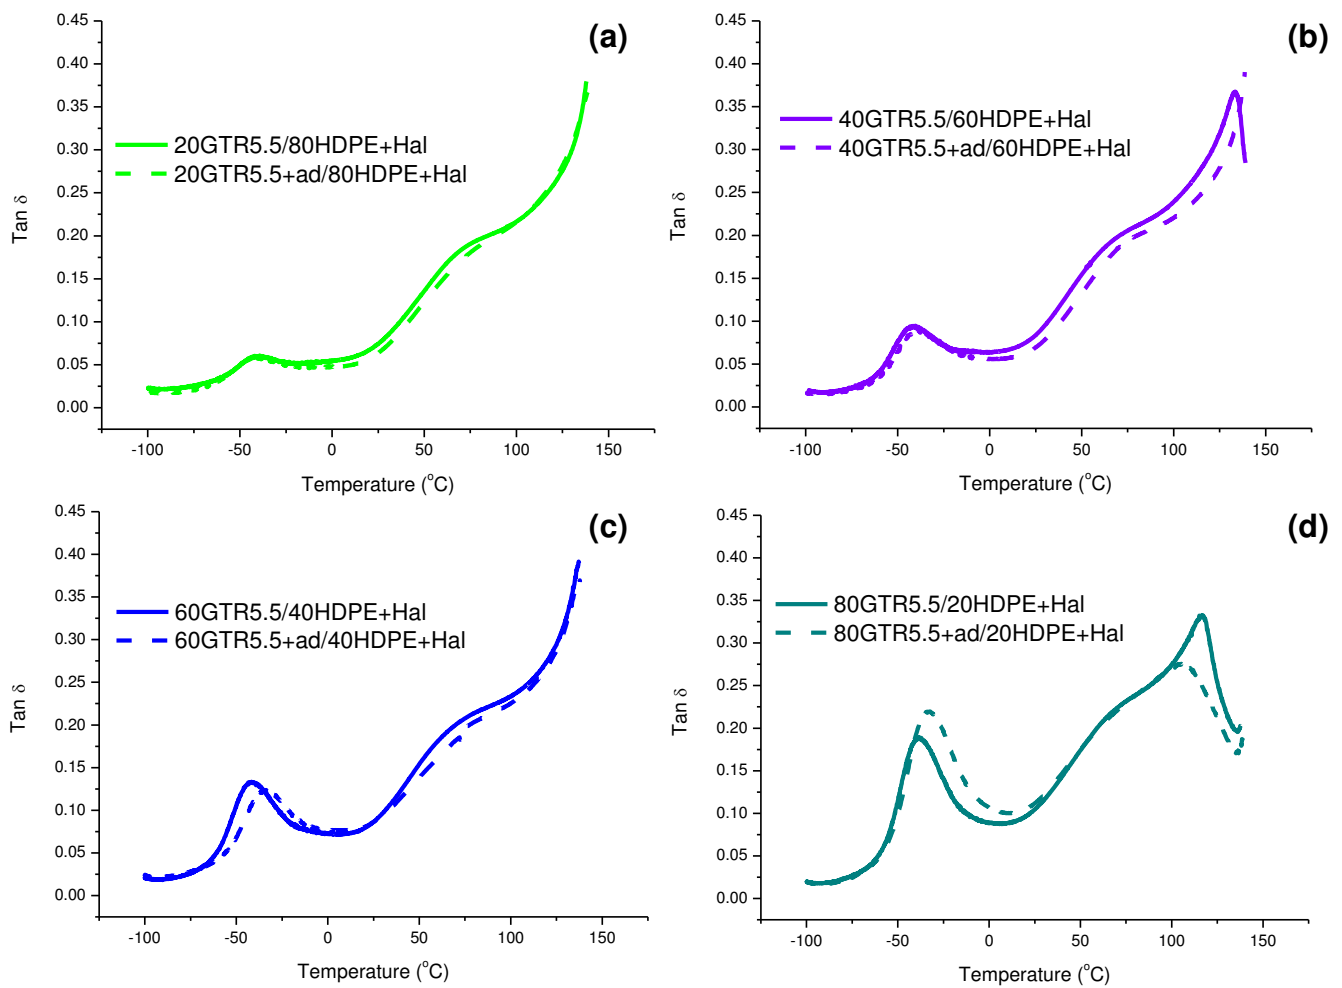 (a)
0.45
0.40
0.35
0.30
0.25
0.20
0.15
0.10
0.05
0.00
Tan δ
20GTR5.5/80HDPE+Hal
20GTR5.5+ad/80HDPE+Hal
-100 -50 0 50 100 150
Temperature (°C)
(b)
0.45
0.40
0.35
0.30
0.25
0.20
0.15
0.10
0.05
0.00
Tan δ
40GTR5.5/60HDPE+Hal
40GTR5.5+ad/60HDPE+Hal
-100 -50 0 50 100 150
Temperature (°C)
(c)
0.45
0.40
0.35
0.30
0.25
0.20
0.15
0.10
0.05
0.00
Tan δ
60GTR5.5/40HDPE+Hal
60GTR5.5+ad/40HDPE+Hal
-100 -50 0 50 100 150
Temperature (°C)
(d)
0.45
0.40
0.35
0.30
0.25
0.20
0.15
0.10
0.05
0.00
Tan δ
80GTR5.5/20HDPE+Hal
80GTR5.5+ad/20HDPE+Hal
-100 -50 0 50 100 150
Temperature (°C)